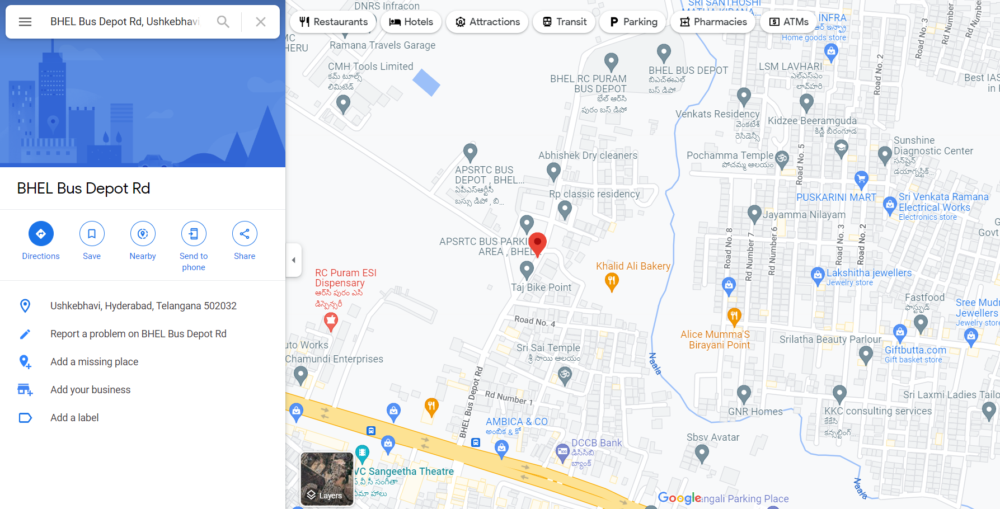 BHEL Bus Depot Rd, Ushkebhavi
Restaurants
Hotels
Attractions
Transit
Parking
Pharmacies
ATMs
BHEL Bus Depot Rd
Directions
Save
Nearby
Send to
phone
Share
Ushkebhavi, Hyderabad, Telangana 502032
Report a problem on BHEL Bus Depot Rd
Add a missing place
Add your business
Add a label
DNRS Infracon
SRI SANTHOSHI
MATHA KIRANA...
INFRA
Home goods store
HERU
Ramana Travels Garage
CMH Tools Limited
కమ్ టూల్స్
లిమిటెడ్
BHEL RC PURAM
BUS DEPOT
భేల్ ఆర్‌సి
పురం బస్ డిపో
BHEL BUS DEPOT
బిఎచ్ఈఎల్
బస్ డిపో
LSM LAVHARI
ఎల్ఎస్ఎం
లావ్‌హరి
Road No. 3
Rd Number
Rd Number
Road No. 2
Best IAS
in
Venkats Residency
వెంకటేశ్
రెసిడెన్సీ
Kidzee Beeramguda
కిడ్జీ బీరంగూడ
Sunshine
Diagnostic Center
సన్‌షైన్
డయాగ్నస్టిక్...
Pochamma Temple
పోచమ్మ ఆలయం
Road No. 5
APSRTC BUS
DEPOT , BHEL...
ఏపీఎస్ఆర్టీసీ
బస్సు డిపో , బి...
Abhishek Dry cleaners
Rp classic residency
PUSKARINI MART
Sri Venkata Ramana
Electrical Works
Electronics store
Jayamma Nilayam
Govt
APSRTC BUS PARKI
AREA , BHEL...
Road No. 8
Rd Number 7
Rd Number 6
Road No. 3
Road No. 2
Khalid Ali Bakery
RC Puram ESI
Dispensary
ఆర్‌సి పురం ఎసి
డిస్పెన్సరీ
Taj Bike Point
Lakshitha jewellers
Jewelry store
Fastfood
ఫాస్ట్ఫుడ్
Sree Mudr
Jewellers
Jewelry store
Road No. 4
Alice Mumma'S
Birayani Point
Srilatha Beauty Parlour
Giftbutta.com
Gift basket store
uto Works
Chamundi Enterprises
Sri Sai Temple
శ్రీ సాయి ఆలయం
Naala
BHEL Bus Depot Rd
Rd Number 1
Sri Laxmi Ladies Tailo
GNR Homes
KKC consulting services
కేకేసి
కన్సల్టింగ్...
AMBICA & CO
అంబిక & కో
Sbsv Avatar
DCCB Bank
డిసిసిబి
బ్యాంక్
VC Sangeetha Theatre
వి.సి సంగీతా
నిమా హాలు
Layers
Naala
Google
angali Parking Place